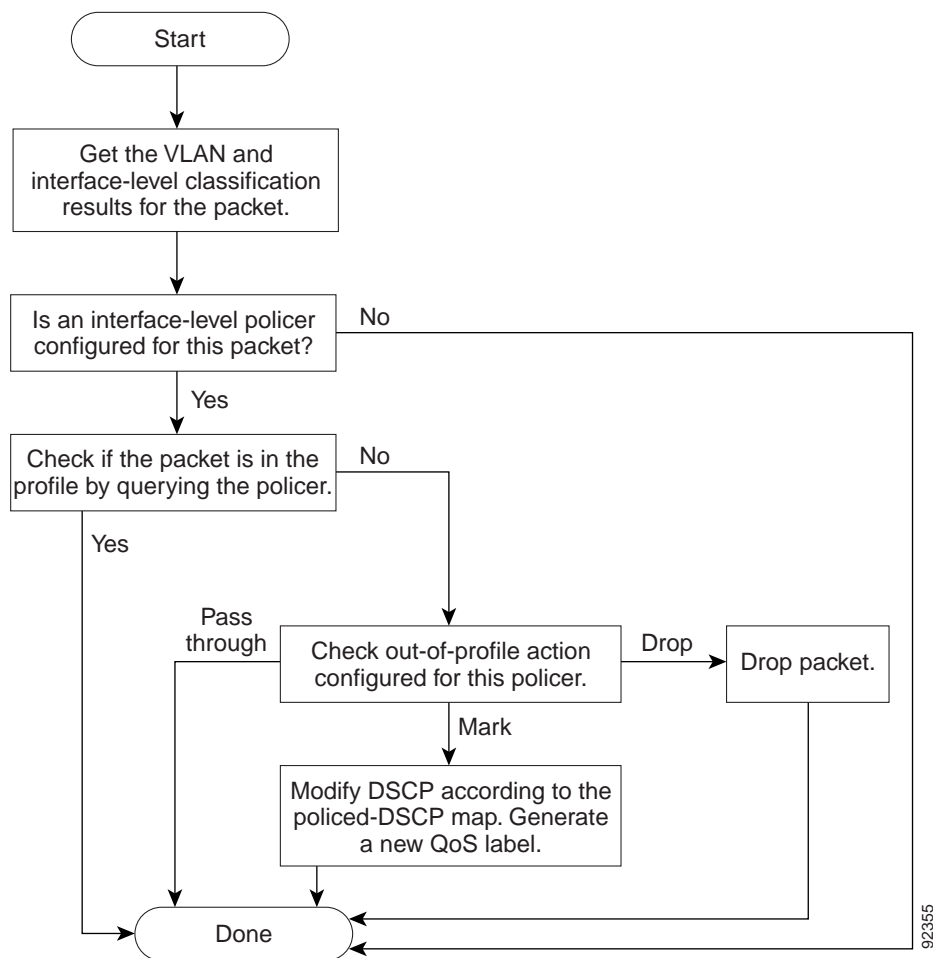 Start
Get the VLAN and
interface-level classification
results for the packet.
Is an interface-level policer
configured for this packet?
No
Yes
Check if the packet is in the
profile by querying the policer.
No
Yes
Pass
through
Check out-of-profile action
configured for this policer.
Drop
Drop packet.
Mark
Modify DSCP according to the
policed-DSCP map. Generate
a new QoS label.
Done
92355